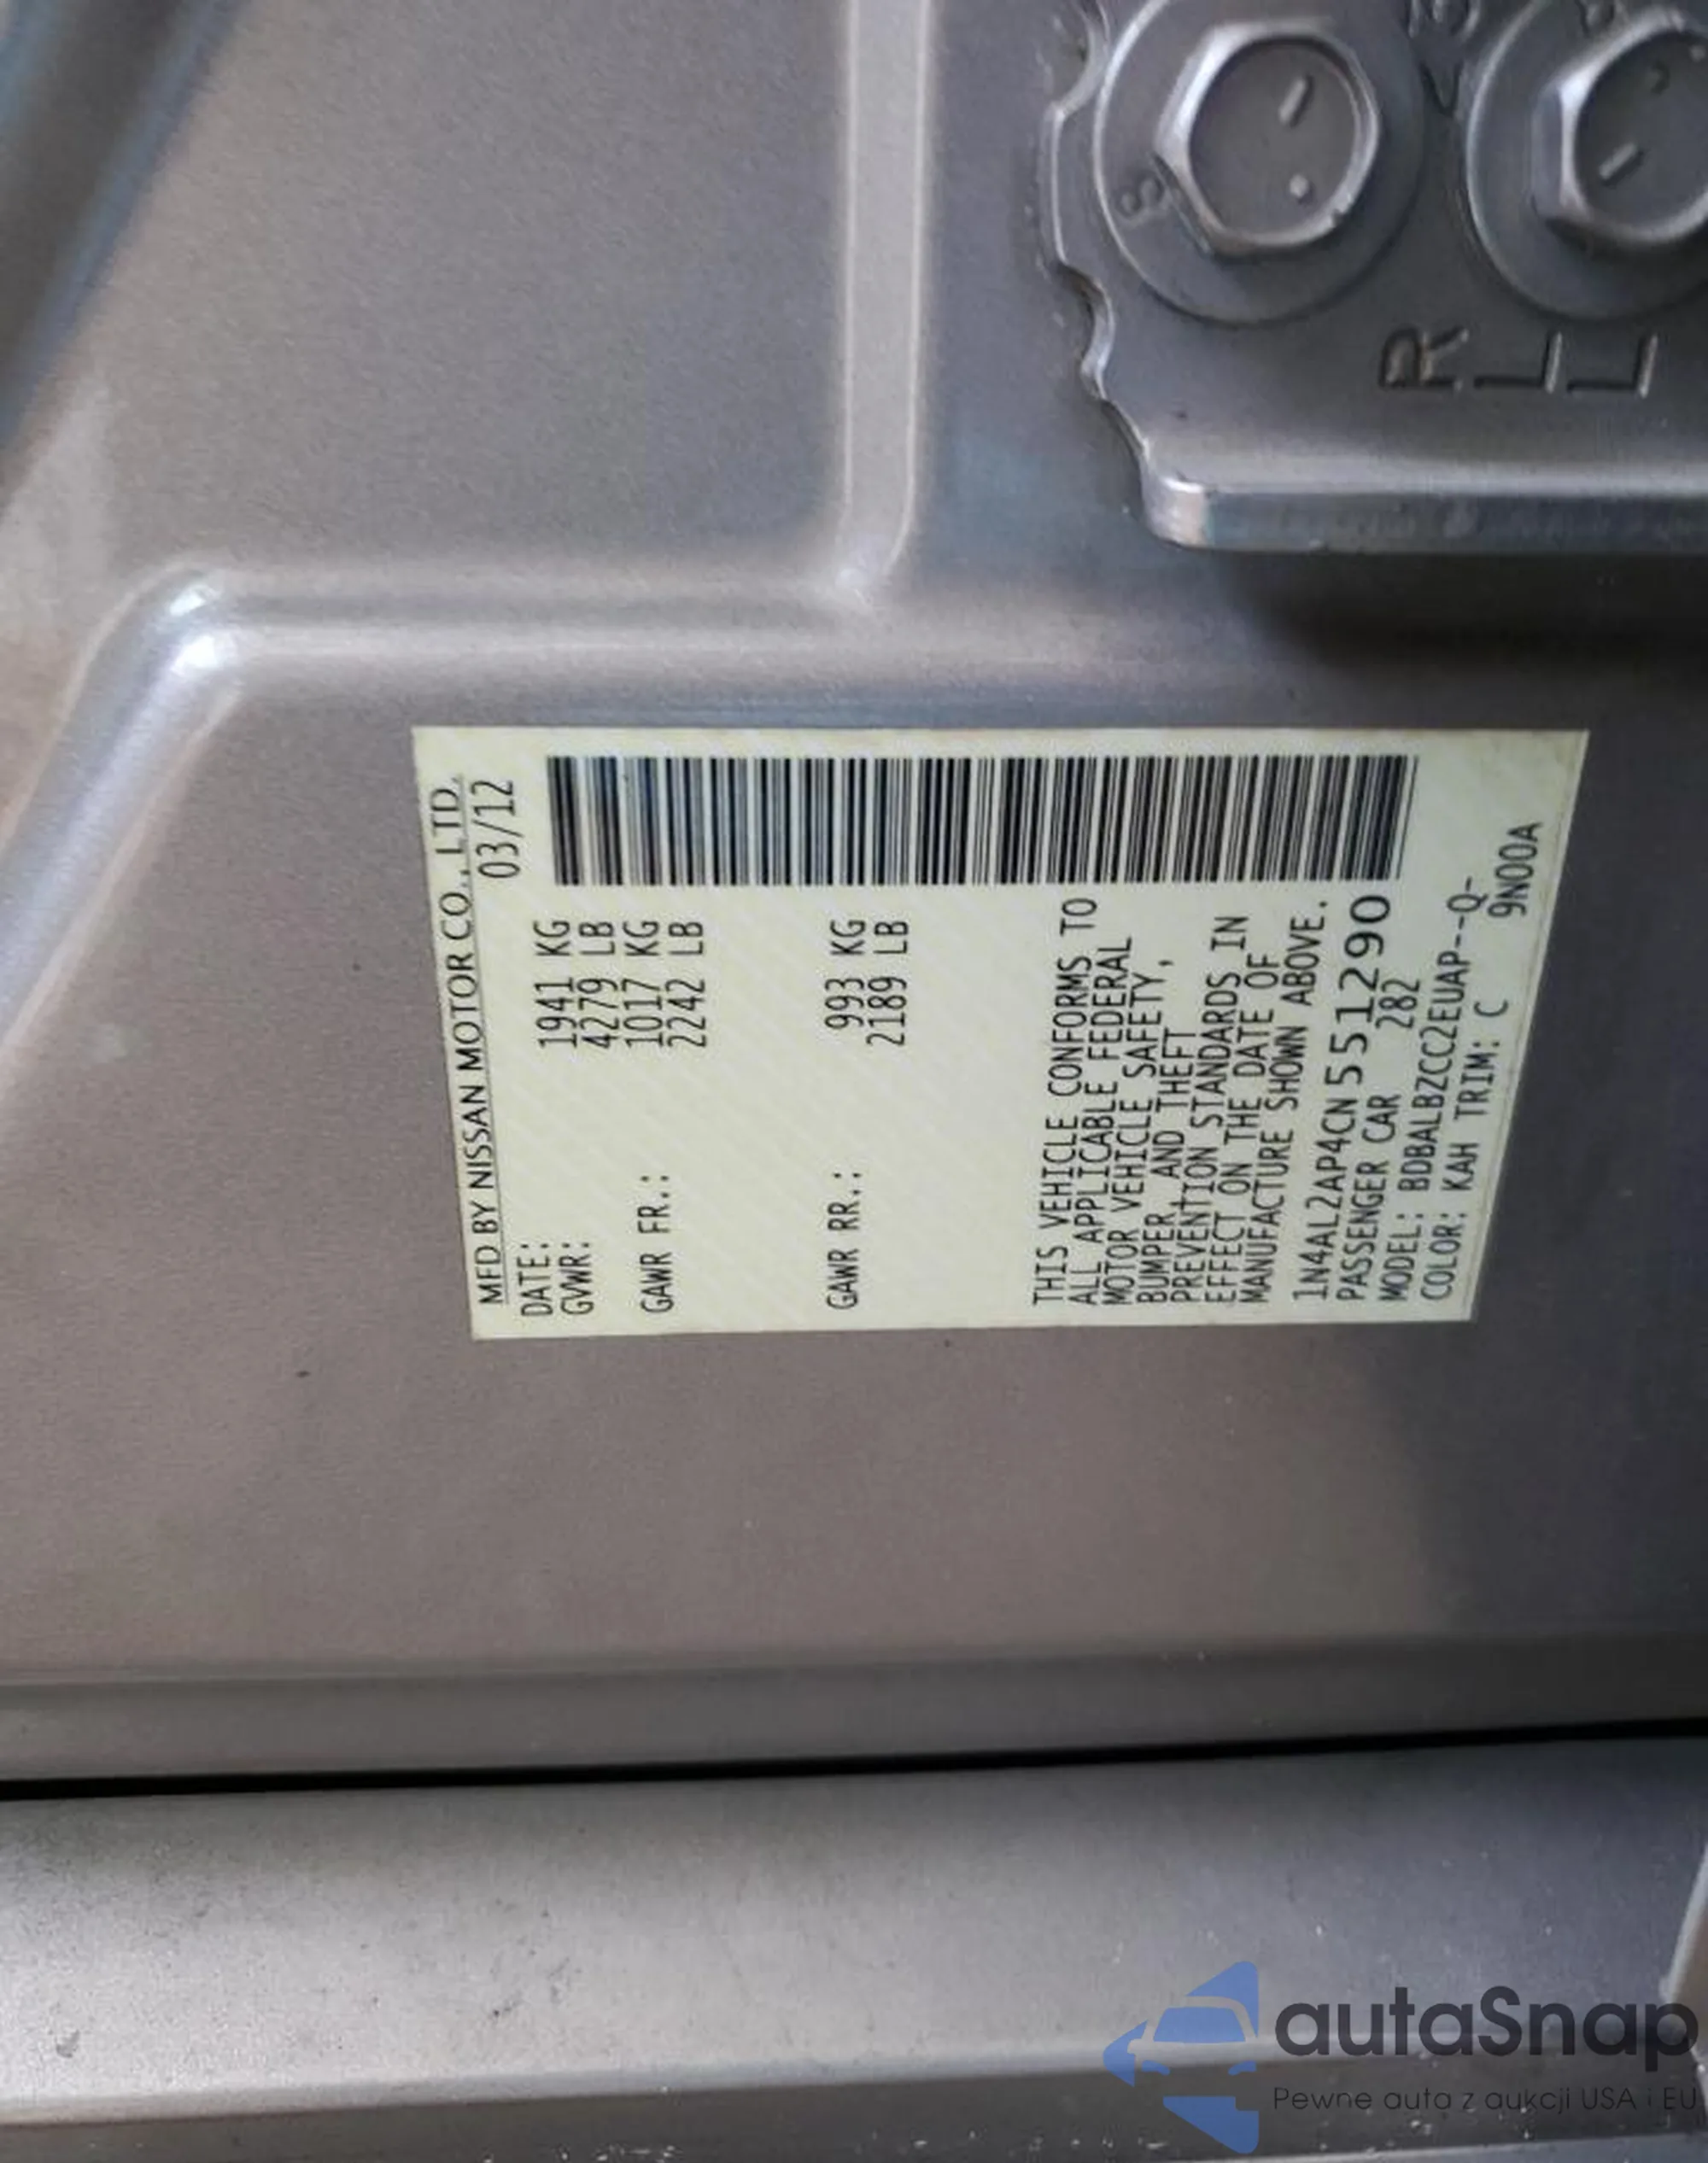 MFD BY NISSAN MOTOR CO., LTD.
DATE: 03/12
GVWR: 1941 KG
4279 LB
GAWR FR.: 1017 KG
2242 LB
GAWR RR.: 993 KG
2189 LB
THIS VEHICLE CONFORMS TO
ALL APPLICABLE FEDERAL
MOTOR VEHICLE SAFETY,
BUMPER, AND THEFT
PREVENTION STANDARDS IN
EFFECT ON THE DATE OF
MANUFACTURE SHOWN ABOVE.
1N4AL2AP4CN551290
PASSENGER CAR 282
MODEL: BDBALBZCC2EUAP--Q-
COLOR: KAH TRIM: C 9N00A
R
L
L
8
autaSnap
Pewne auta z aukcji USA i EU